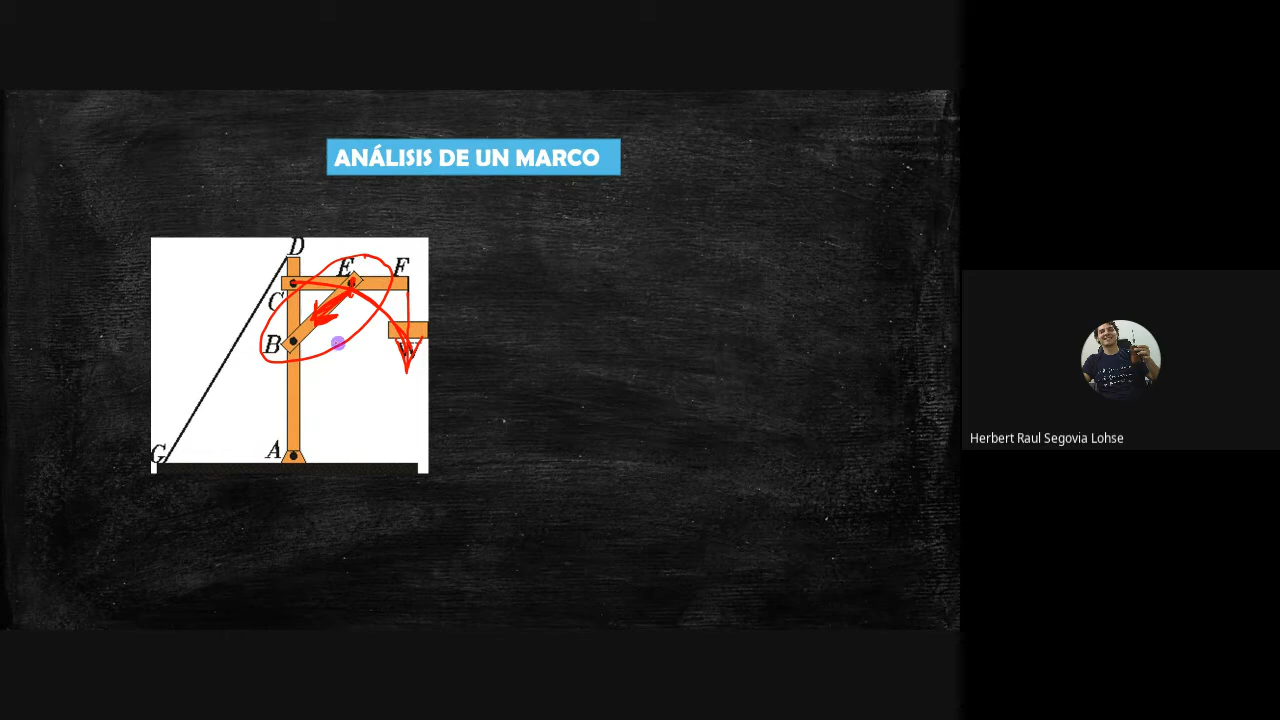 ANÁLISIS DE UN MARCO
D
E F
C
B
W
G A
Herbert Raul Segovia Lohse